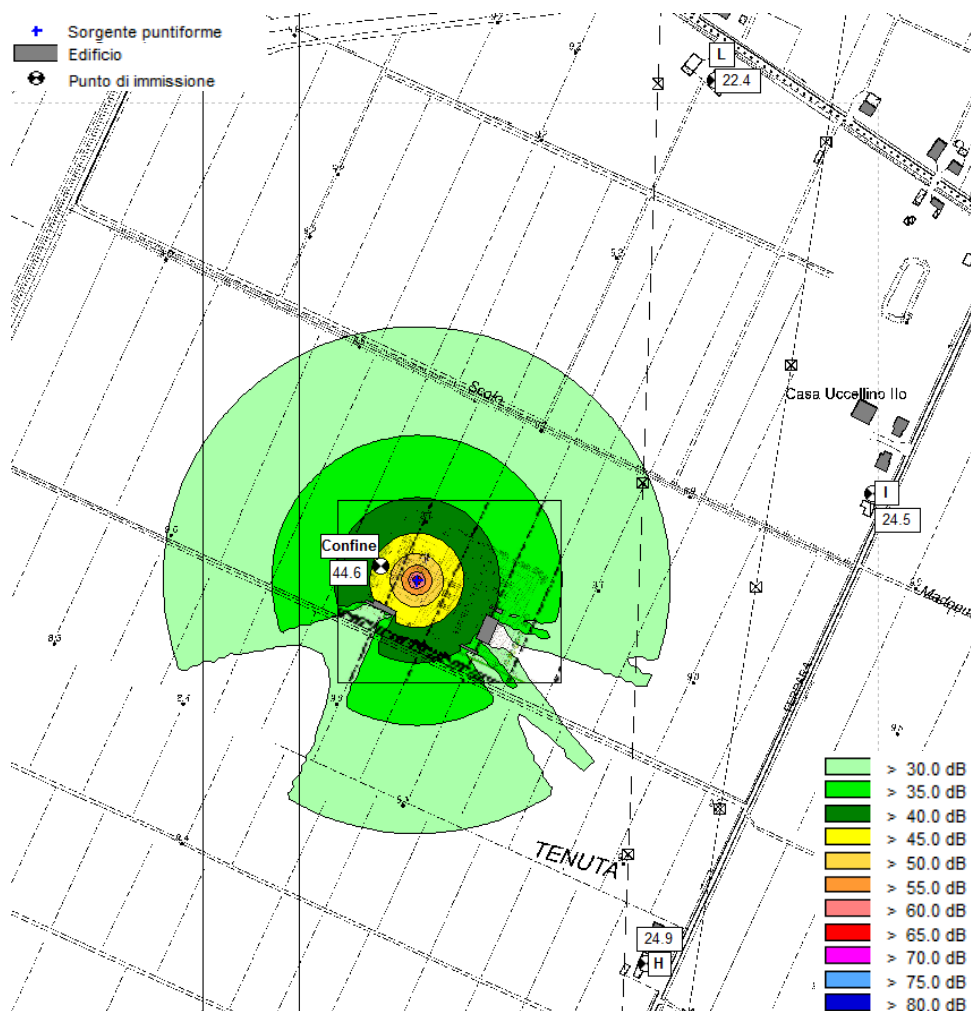 Sorgente puntiforme
Edificio
Punto di immissione
L
22.4
Scolo
Casa Uccellino IIo
I
24.5
Confine
44.6
TENUTA
24.9
H
> 30.0 dB
> 35.0 dB
> 40.0 dB
> 45.0 dB
> 50.0 dB
> 55.0 dB
> 60.0 dB
> 65.0 dB
> 70.0 dB
> 75.0 dB
> 80.0 dB